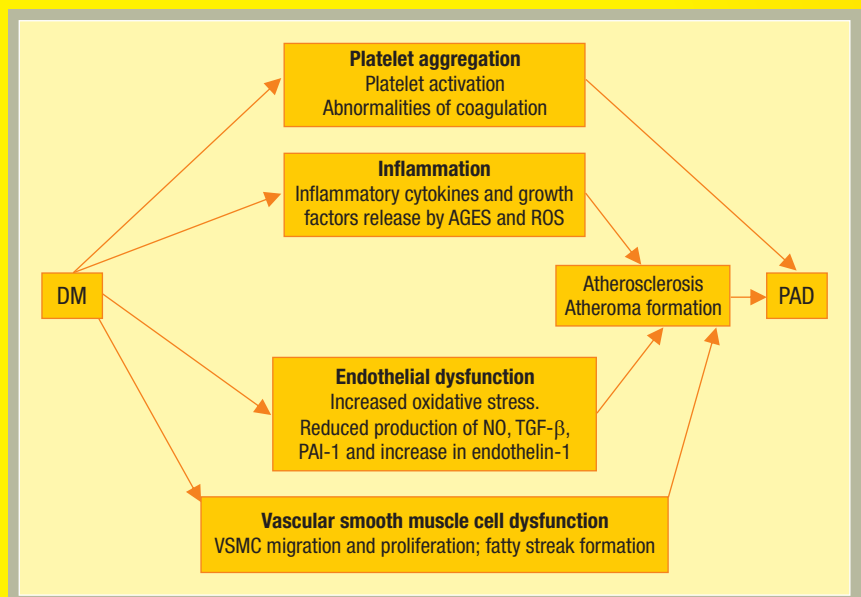 Platelet aggregation
Platelet activation
Abnormalities of coagulation
Inflammation
Inflammatory cytokines and growth
factors release by AGES and ROS
DM
Atherosclerosis
Atheroma formation
PAD
Endothelial dysfunction
Increased oxidative stress.
Reduced production of NO, TGF-β,
PAI-1 and increase in endothelin-1
Vascular smooth muscle cell dysfunction
VSMC migration and proliferation; fatty streak formation